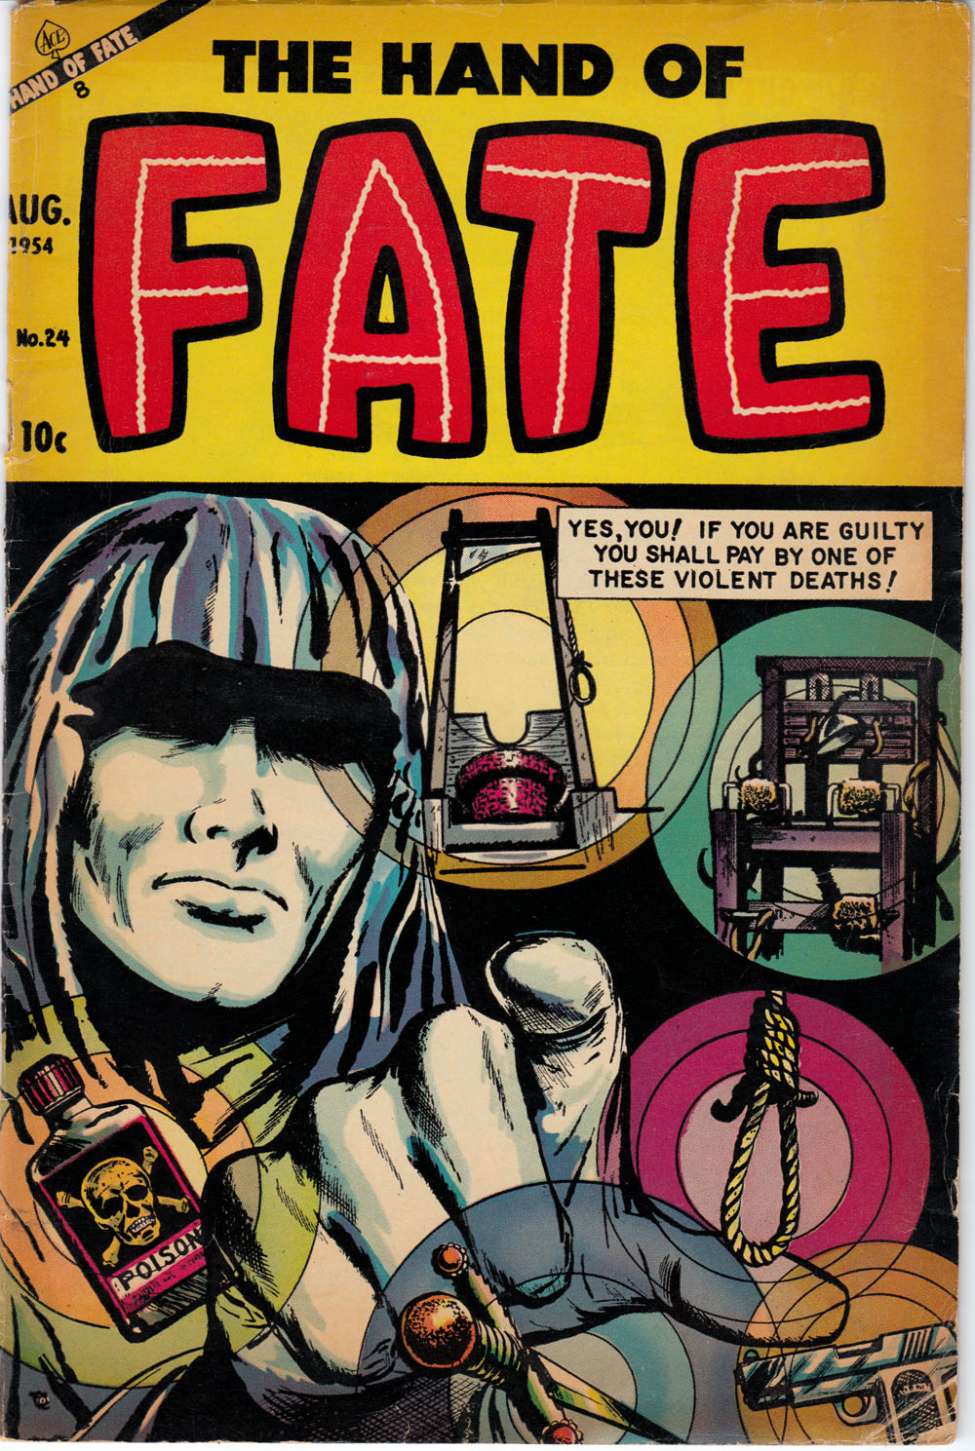 ACE
HAND OF FATE
8
THE HAND OF
FATE
AUG.
1954
No.24
10c
YES, YOU! IF YOU ARE GUILTY
YOU SHALL PAY BY ONE OF
THESE VIOLENT DEATHS!
POISON